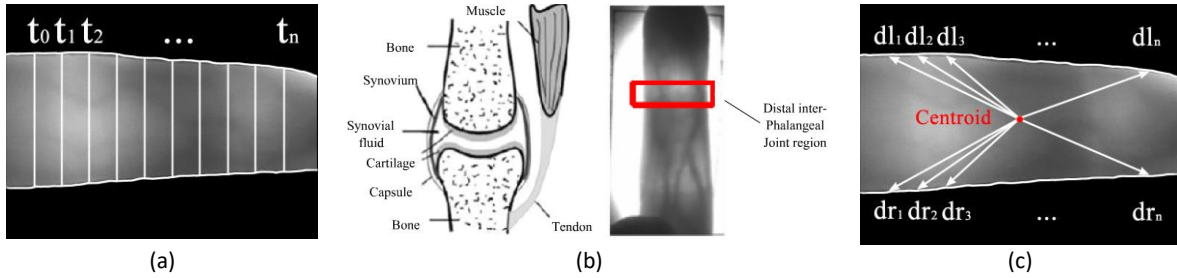 t0 t1 t2 ... tn
(a)
Muscle
Bone
Synovium
Synovial
fluid
Cartilage
Capsule
Bone
Tendon
Distal inter-
Phalangeal
Joint region
(b)
dl1 dl2 dl3 ... dln
Centroid
dr1 dr2 dr3 ... drn
(c)